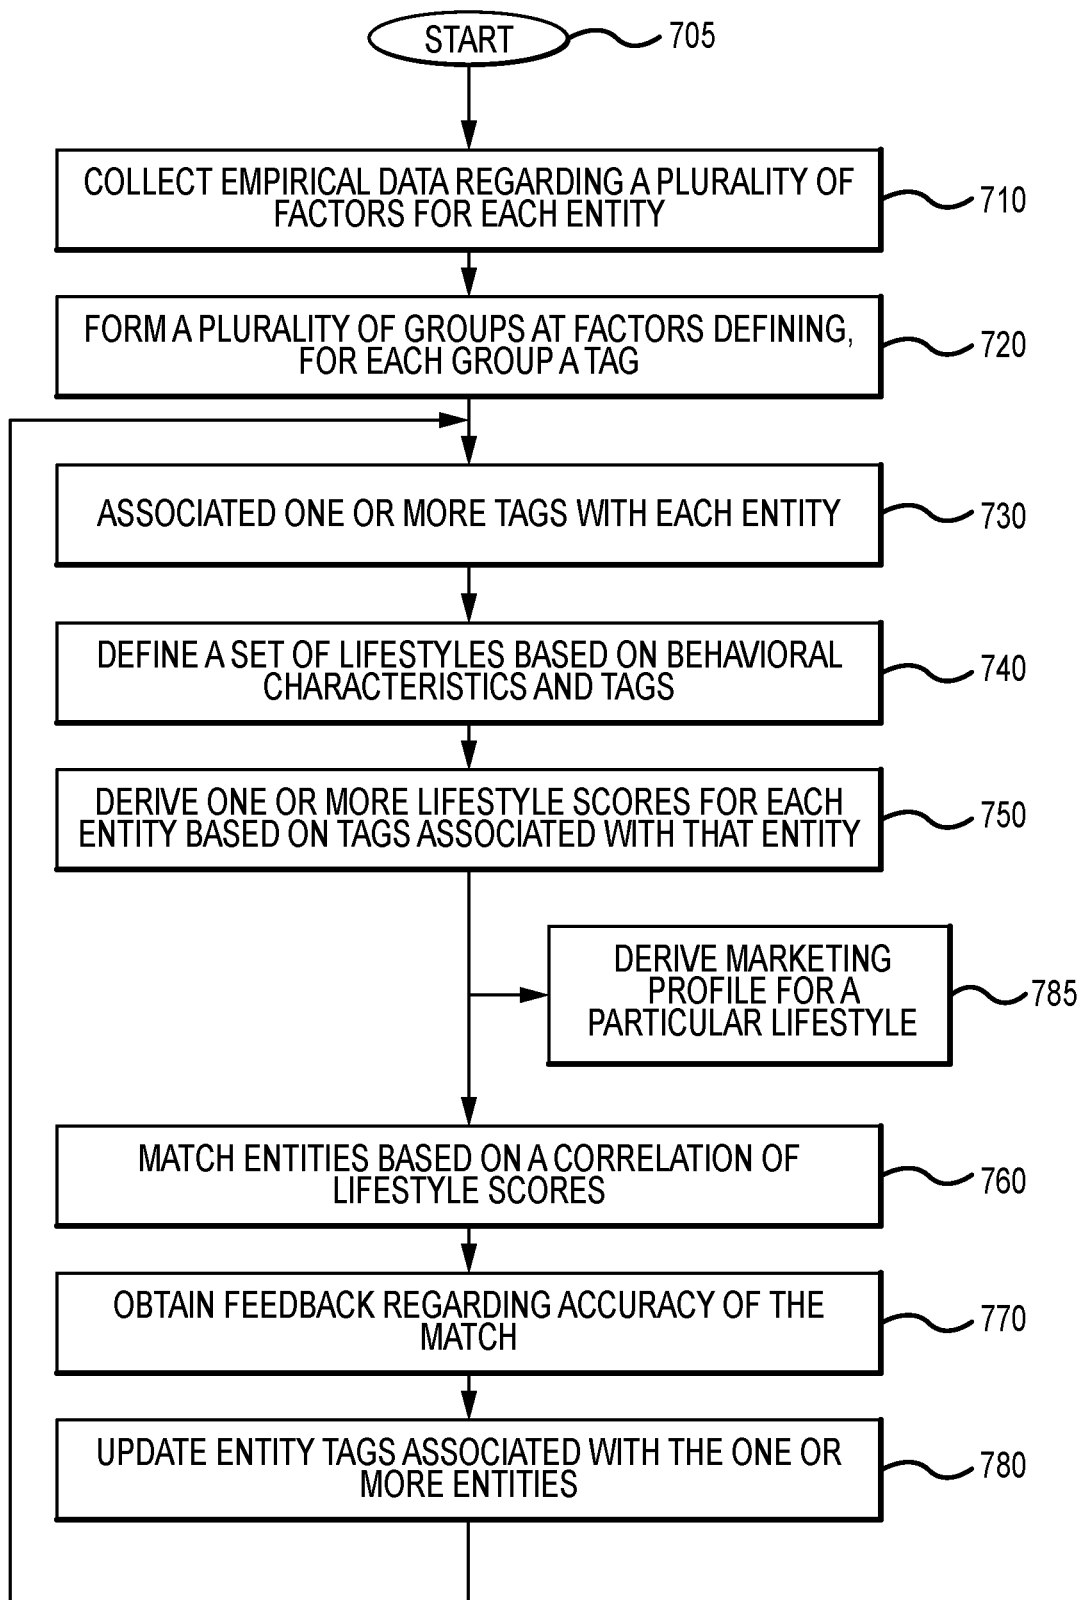 START
705
COLLECT EMPIRICAL DATA REGARDING A PLURALITY OF
FACTORS FOR EACH ENTITY
710
FORM A PLURALITY OF GROUPS AT FACTORS DEFINING,
FOR EACH GROUP A TAG
720
ASSOCIATED ONE OR MORE TAGS WITH EACH ENTITY
730
DEFINE A SET OF LIFESTYLES BASED ON BEHAVIORAL
CHARACTERISTICS AND TAGS
740
DERIVE ONE OR MORE LIFESTYLE SCORES FOR EACH
ENTITY BASED ON TAGS ASSOCIATED WITH THAT ENTITY
750
DERIVE MARKETING
PROFILE FOR A
PARTICULAR LIFESTYLE
785
MATCH ENTITIES BASED ON A CORRELATION OF
LIFESTYLE SCORES
760
OBTAIN FEEDBACK REGARDING ACCURACY OF THE
MATCH
770
UPDATE ENTITY TAGS ASSOCIATED WITH THE ONE OR
MORE ENTITIES
780